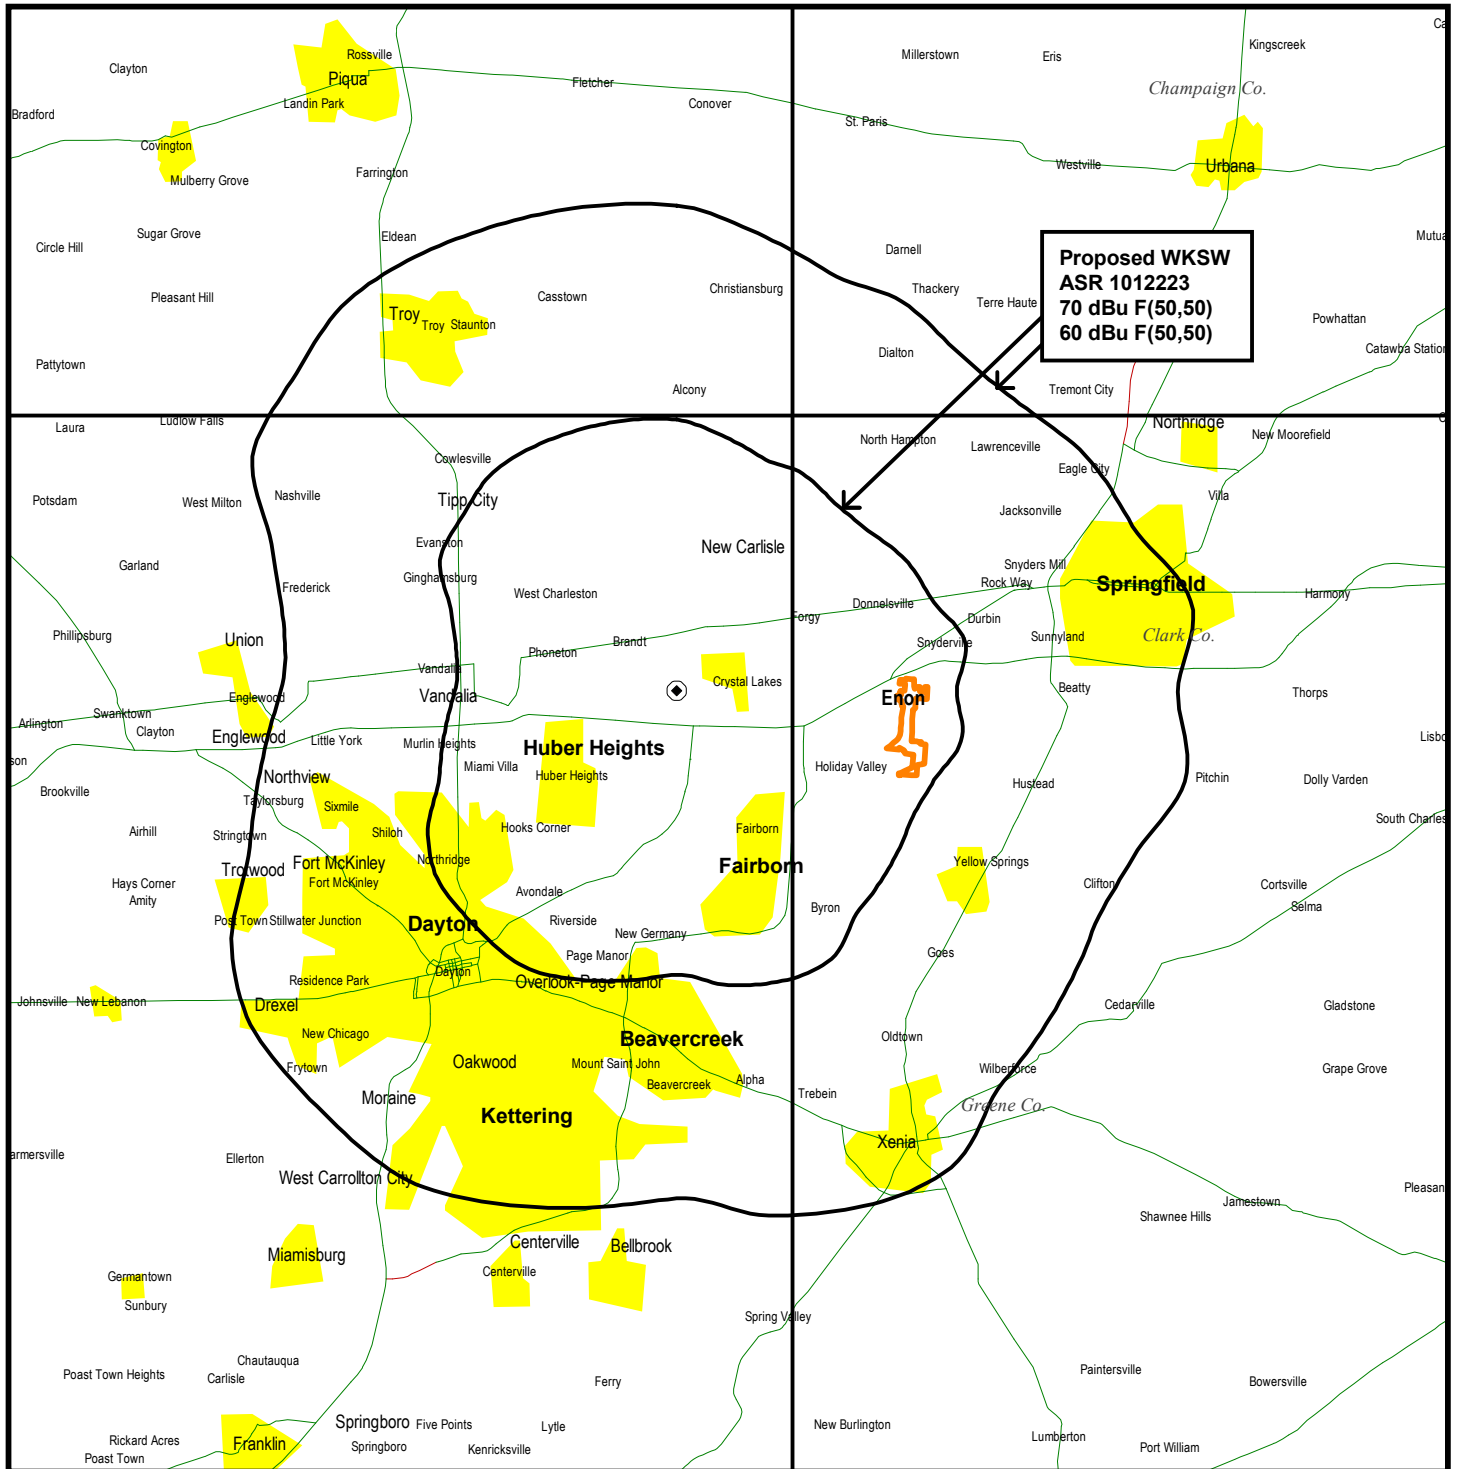 Ca
Kingscreek
Rossville
Millerstown
Eris
Clayton
Piqua
Fletcher
Champaign Co.
Landin Park
Conover
Bradford
St. Paris
Covington
Westville
Urbana
Farrington
Mulberry Grove
Sugar Grove
Eldean
Mutua
Circle Hill
Darnell
Proposed WKSW
ASR 1012223
70 dBu F(50,50)
60 dBu F(50,50)
Pleasant Hill
Casstown
Christiansburg
Thackery
Terre Haute
Troy
Troy
Staunton
Powhattan
Pattytown
Dialton
Catawba Station
Alcony
Tremont City
Laura
Ludlow Falls
Northridge
New Moorefield
North Hampton
Lawrenceville
Cowlesville
Eagle City
Potsdam
West Milton
Nashville
Tipp City
Villa
Jacksonville
Evanston
New Carlisle
Garland
Ginghamsburg
Snyders Mill
Frederick
West Charleston
Rock Way
Springfield
Harmony
Donnelsville
Forgy
Durbin
Phillipsburg
Union
Brandt
Snyderville
Sunnyland
Clark Co.
Phoneton
Vandalia
Crystal Lakes
Beatty
Vandalia
Enon
Thorps
Englewood
Swanktown
Arlington
Clayton
Englewood
Little York
Murlin Heights
Huber Heights
Lisbo
son
Miami Villa
Holiday Valley
Northview
Huber Heights
Pitchin
Dolly Varden
Hustead
Brookville
Taylorsburg
Sixmile
South Charles
Airhill
Stringtown
Shiloh
Hooks Corner
Fairborn
Northridge
Fort McKinley
Fairborn
Yellow Springs
Trotwood
Hays Corner
Fort McKinley
Clifton
Cortsville
Amity
Avondale
Selma
Post Town
Stillwater Junction
Dayton
Riverside
Byron
New Germany
Page Manor
Goes
Dayton
Residence Park
Overlook-Page Manor
Johnsville
New Lebanon
Drexel
Cedarville
Gladstone
New Chicago
Beavercreek
Oldtown
Oakwood
Mount Saint John
Frytown
Wilberforce
Grape Grove
Alpha
Beavercreek
Trebein
Moraine
Greene Co.
Kettering
Xenia
armersville
Ellerton
West Carrollton City
Pleasan
Jamestown
Shawnee Hills
Centerville
Bellbrook
Miamisburg
Centerville
Germantown
Sunbury
Spring Valley
Chautauqua
Paintersville
Poast Town Heights
Carlisle
Ferry
Bowersville
Springboro
Five Points
Lytle
New Burlington
Lumberton
Rickard Acres
Franklin
Springboro
Kenricksville
Port William
Poast Town